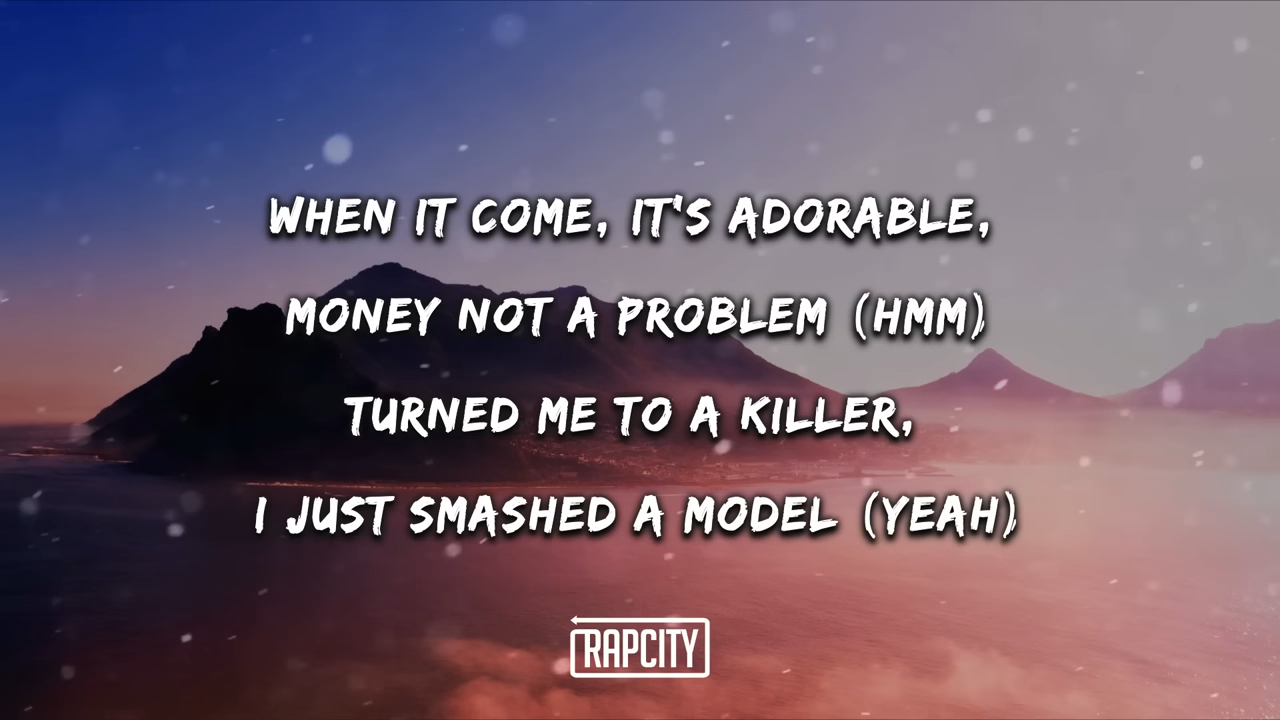 WHEN IT COME, IT'S ADORABLE,
MONEY NOT A PROBLEM (HMM)
TURNED ME TO A KILLER,
I JUST SMASHED A MODEL (YEAH)
RAPCITY